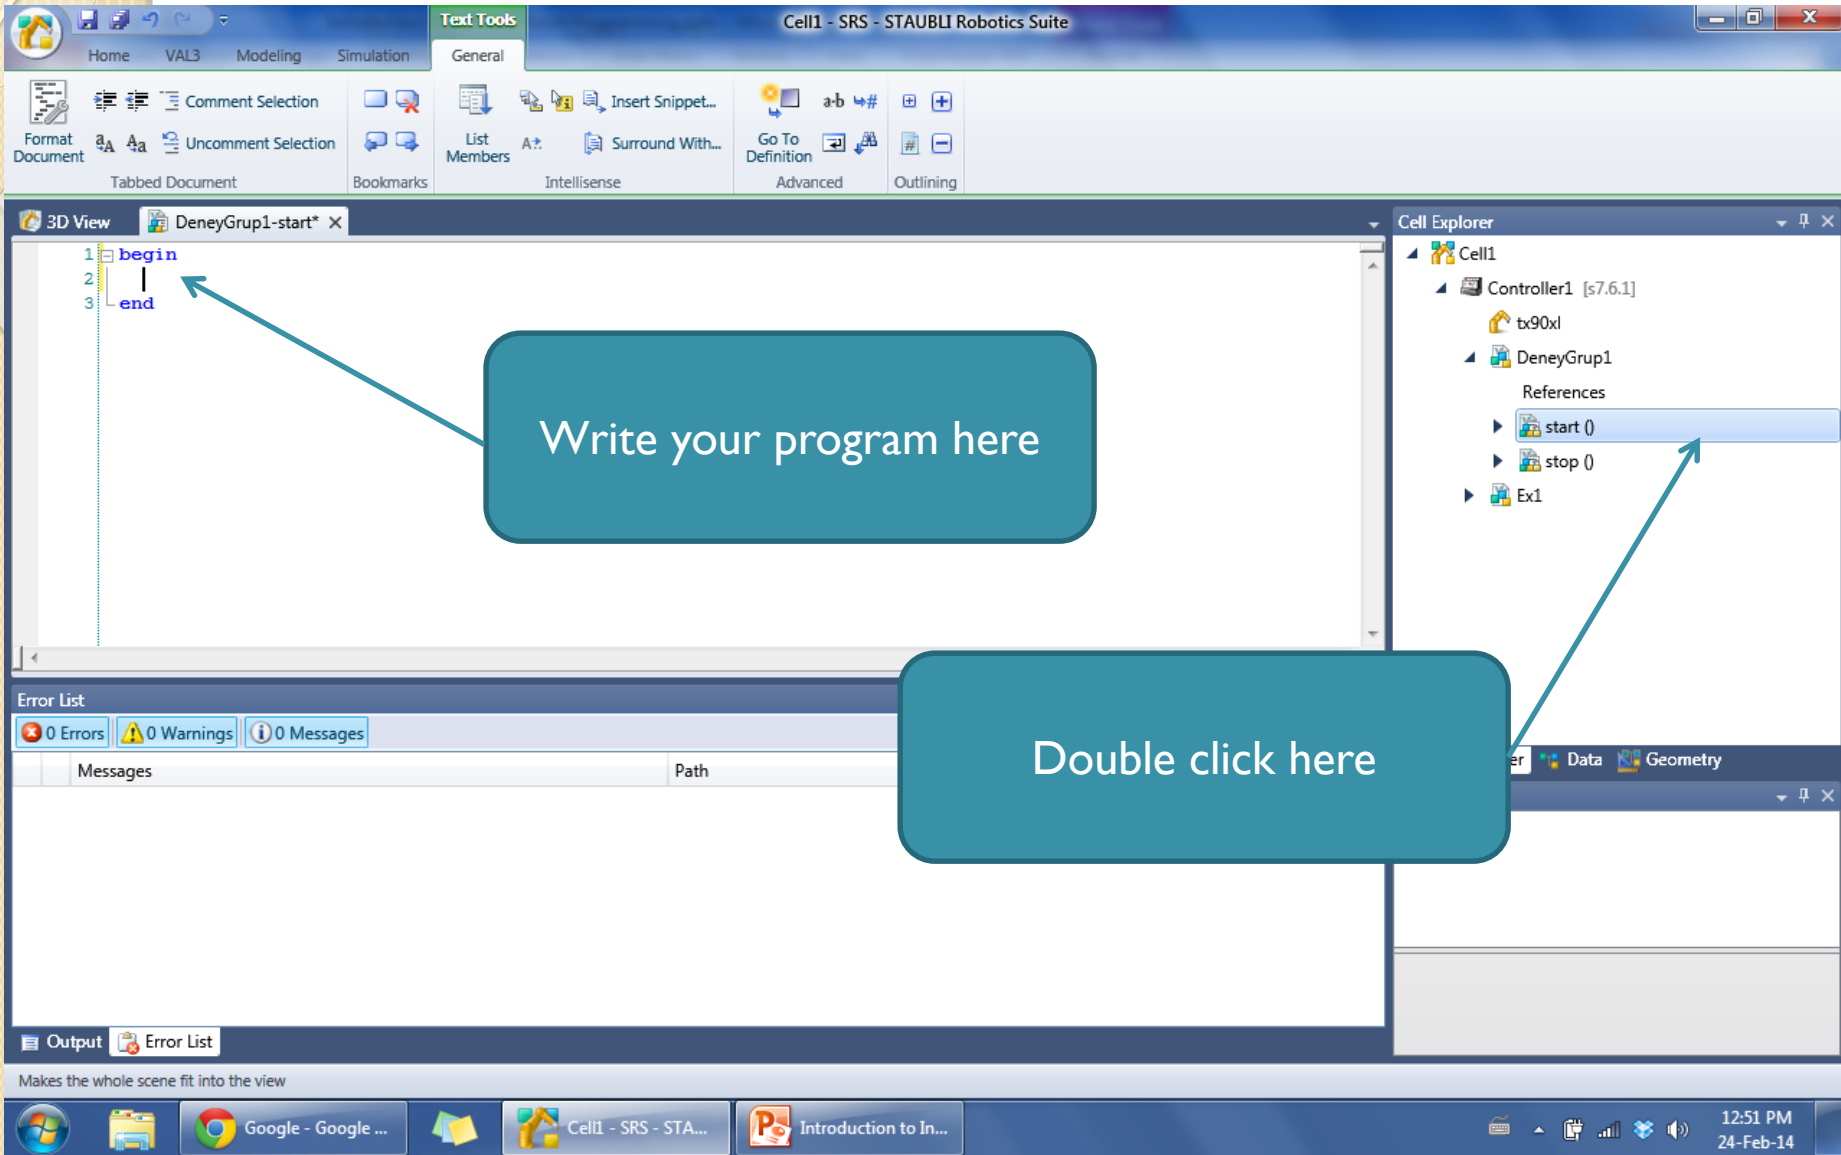 Text Tools
Cell1 - SRS - STAUBLI Robotics Suite
Home VAL3 Modeling Simulation General
Comment Selection
Insert Snippet...
a-b
Format Document
Uncomment Selection
List Members
Surround With...
Go To Definition
Tabbed Document Bookmarks Intellisense Advanced Outlining
3D View DeneyGrup1-start*
Cell Explorer
1 begin
2
3 end
Cell1
Controller1 [s7.6.1]
tx90xl
DeneyGrup1
References
start ()
stop ()
Ex1
Write your program here
Double click here
er Data Geometry
Error List
0 Errors 0 Warnings 0 Messages
Messages Path
Output Error List
Makes the whole scene fit into the view
Google - Google ...
Cell1 - SRS - STA...
Introduction to In...
12:51 PM
24-Feb-14